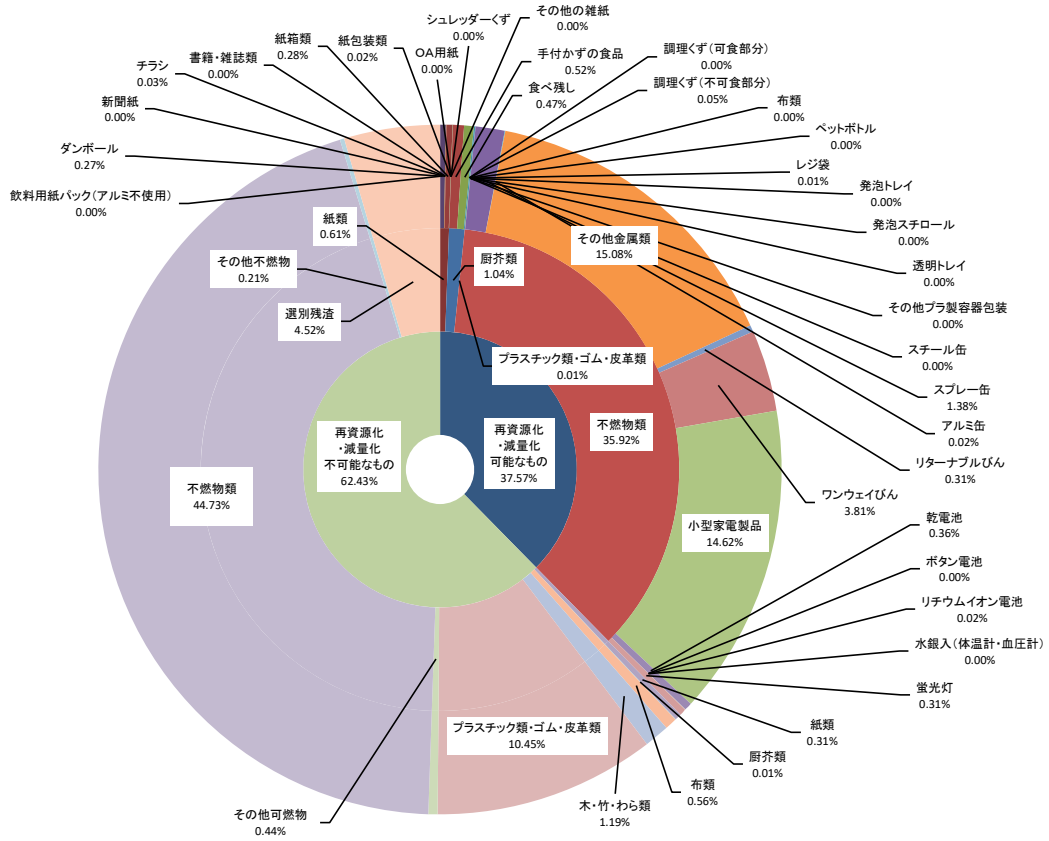 シュレッダーくず
0.00%
その他の雑紙
0.00%
紙箱類
0.28%
紙包装類
0.02%
OA用紙
0.00%
手付かずの食品
0.52%
調理くず(可食部分)
0.00%
書籍・雑誌類
0.00%
チラシ
0.03%
食べ残し
0.47%
調理くず(不可食部分)
0.05%
新聞紙
0.00%
布類
0.00%
ペットボトル
0.00%
ダンボール
0.27%
レジ袋
0.01%
飲料用紙パック(アルミ不使用)
0.00%
発泡トレイ
0.00%
紙類
0.61%
発泡スチロール
0.00%
その他金属類
15.08%
その他不燃物
0.21%
厨芥類
1.04%
透明トレイ
0.00%
選別残渣
4.52%
その他プラ製容器包装
0.00%
プラスチック類・ゴム・皮革類
0.01%
スチール缶
0.00%
スプレー缶
1.38%
不燃物類
35.92%
アルミ缶
0.02%
再資源化
・減量化
不可能なもの
62.43%
再資源化
・減量化
可能なもの
37.57%
リターナブルびん
0.31%
不燃物類
44.73%
ワンウェイびん
3.81%
小型家電製品
14.62%
乾電池
0.36%
ボタン電池
0.00%
リチウムイオン電池
0.02%
水銀入(体温計・血圧計)
0.00%
蛍光灯
0.31%
プラスチック類・ゴム・皮革類
10.45%
紙類
0.31%
厨芥類
0.01%
布類
0.56%
木・竹・わら類
1.19%
その他可燃物
0.44%